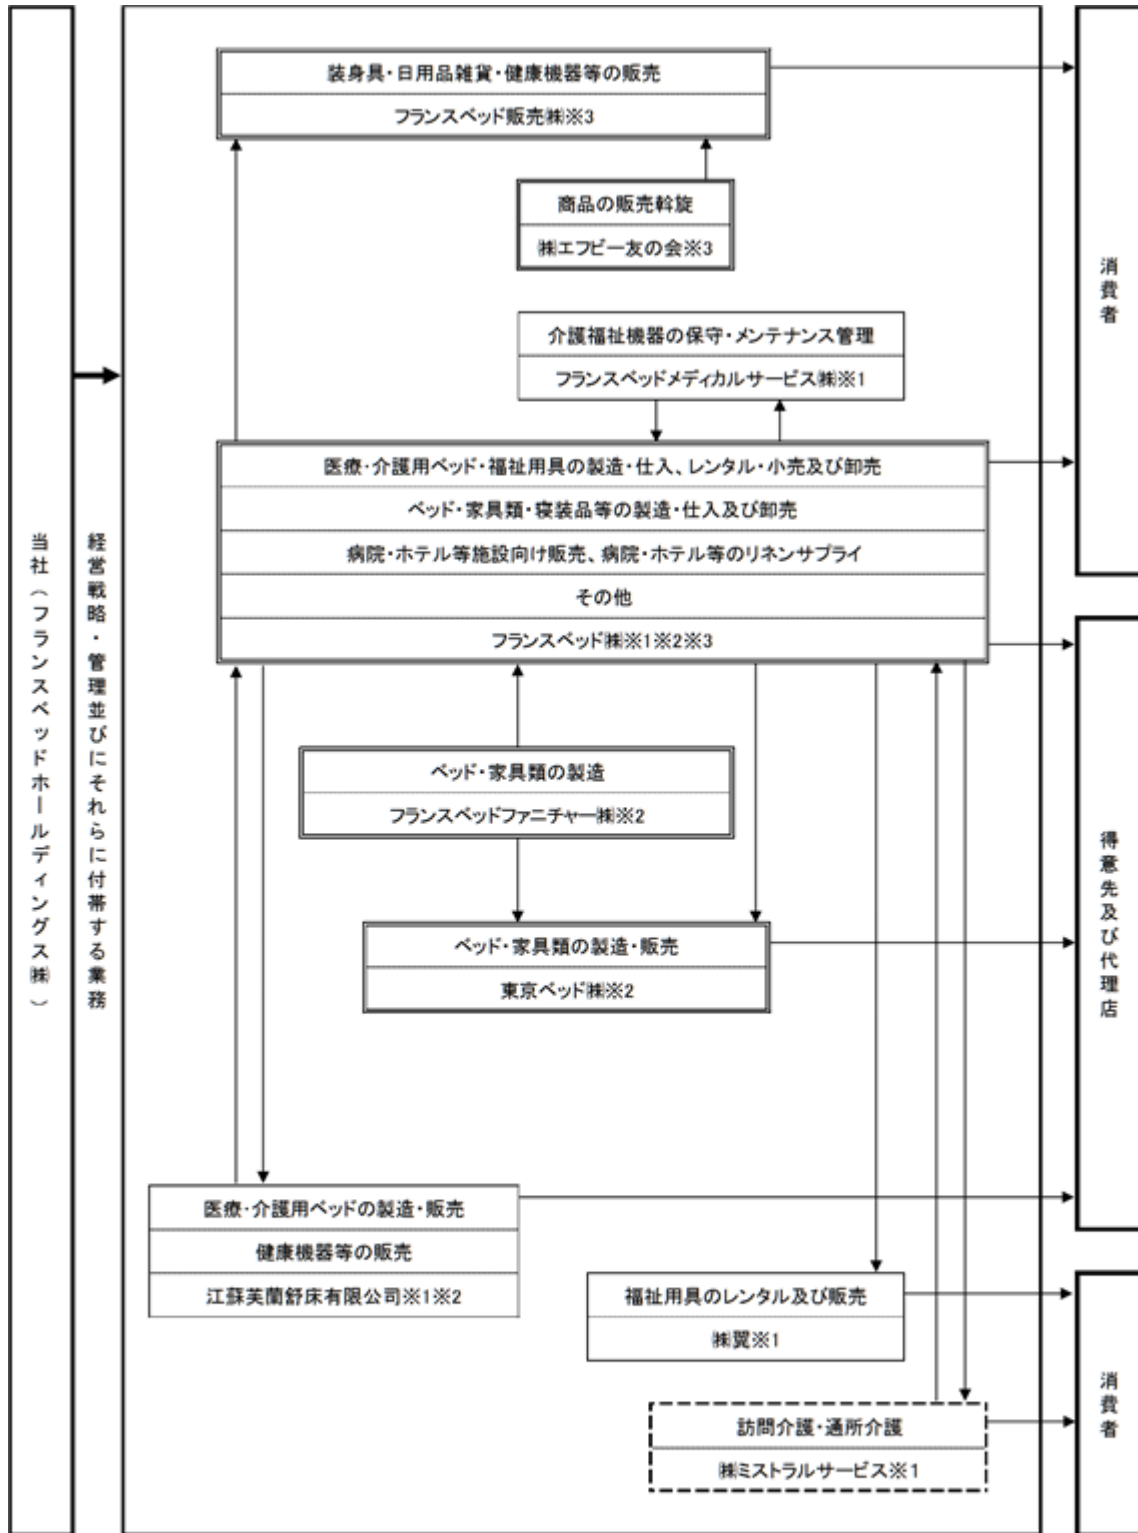 装身具・日用品雑貨・健康機器等の販売
フランスベッド販売㈱※3
商品の販売斡旋
㈱エフビー友の会※3
介護福祉機器の保守・メンテナンス管理
フランスベッドメディカルサービス㈱※1
医療・介護用ベッド・福祉用具の製造・仕入、レンタル・小売及び卸売
ベッド・家具類・寝装品等の製造・仕入及び卸売
病院・ホテル等施設向け販売、病院・ホテル等のリネンサプライ
その他
フランスベッド㈱※1※2※3
ベッド・家具類の製造
フランスベッドファニチャー㈱※2
ベッド・家具類の製造・販売
東京ベッド㈱※2
医療・介護用ベッドの製造・販売
健康機器等の販売
江蘇芙蘭舒床有限公司※1※2
福祉用具のレンタル及び販売
㈱翼※1
訪問介護・通所介護
㈱ミストラルサービス※1
当社（フランスベッドホールディングス㈱）
経営戦略・管理並びにそれらに付帯する業務
消費者
得意先及び代理店
消費者